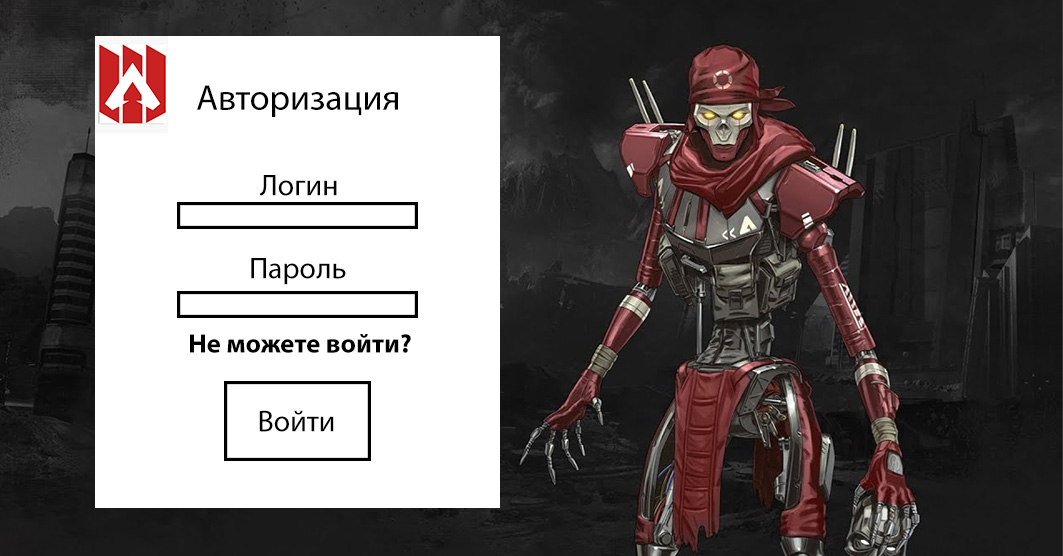 Авторизация
Логин
Пароль
Не можете войти?
Войти